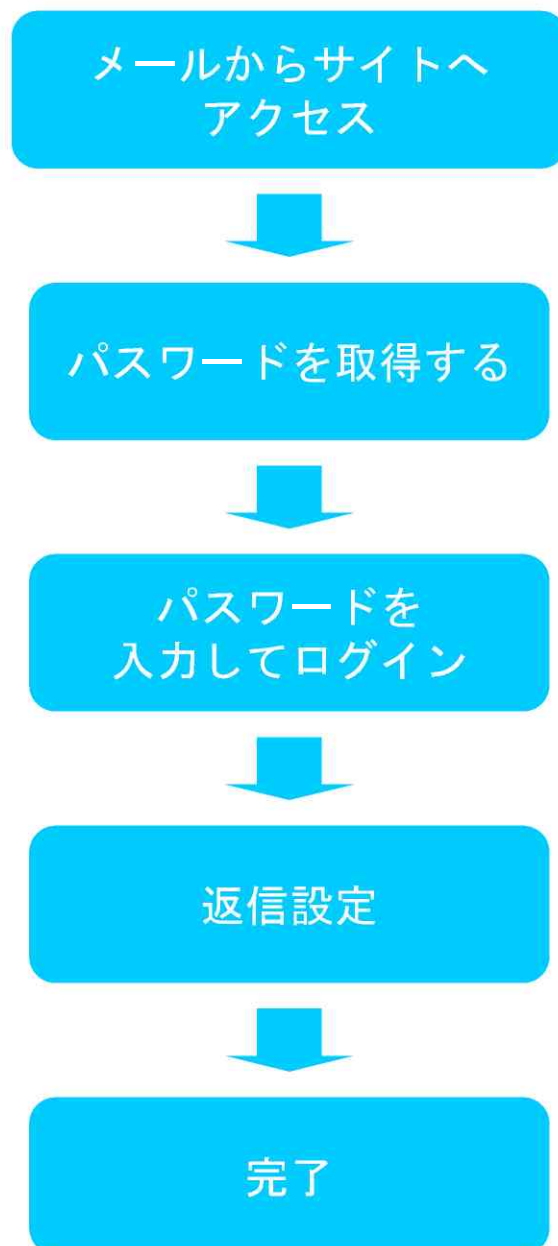 メールからサイトへ
アクセス
パスワードを取得する
パスワードを
入力してログイン
返信設定
完了